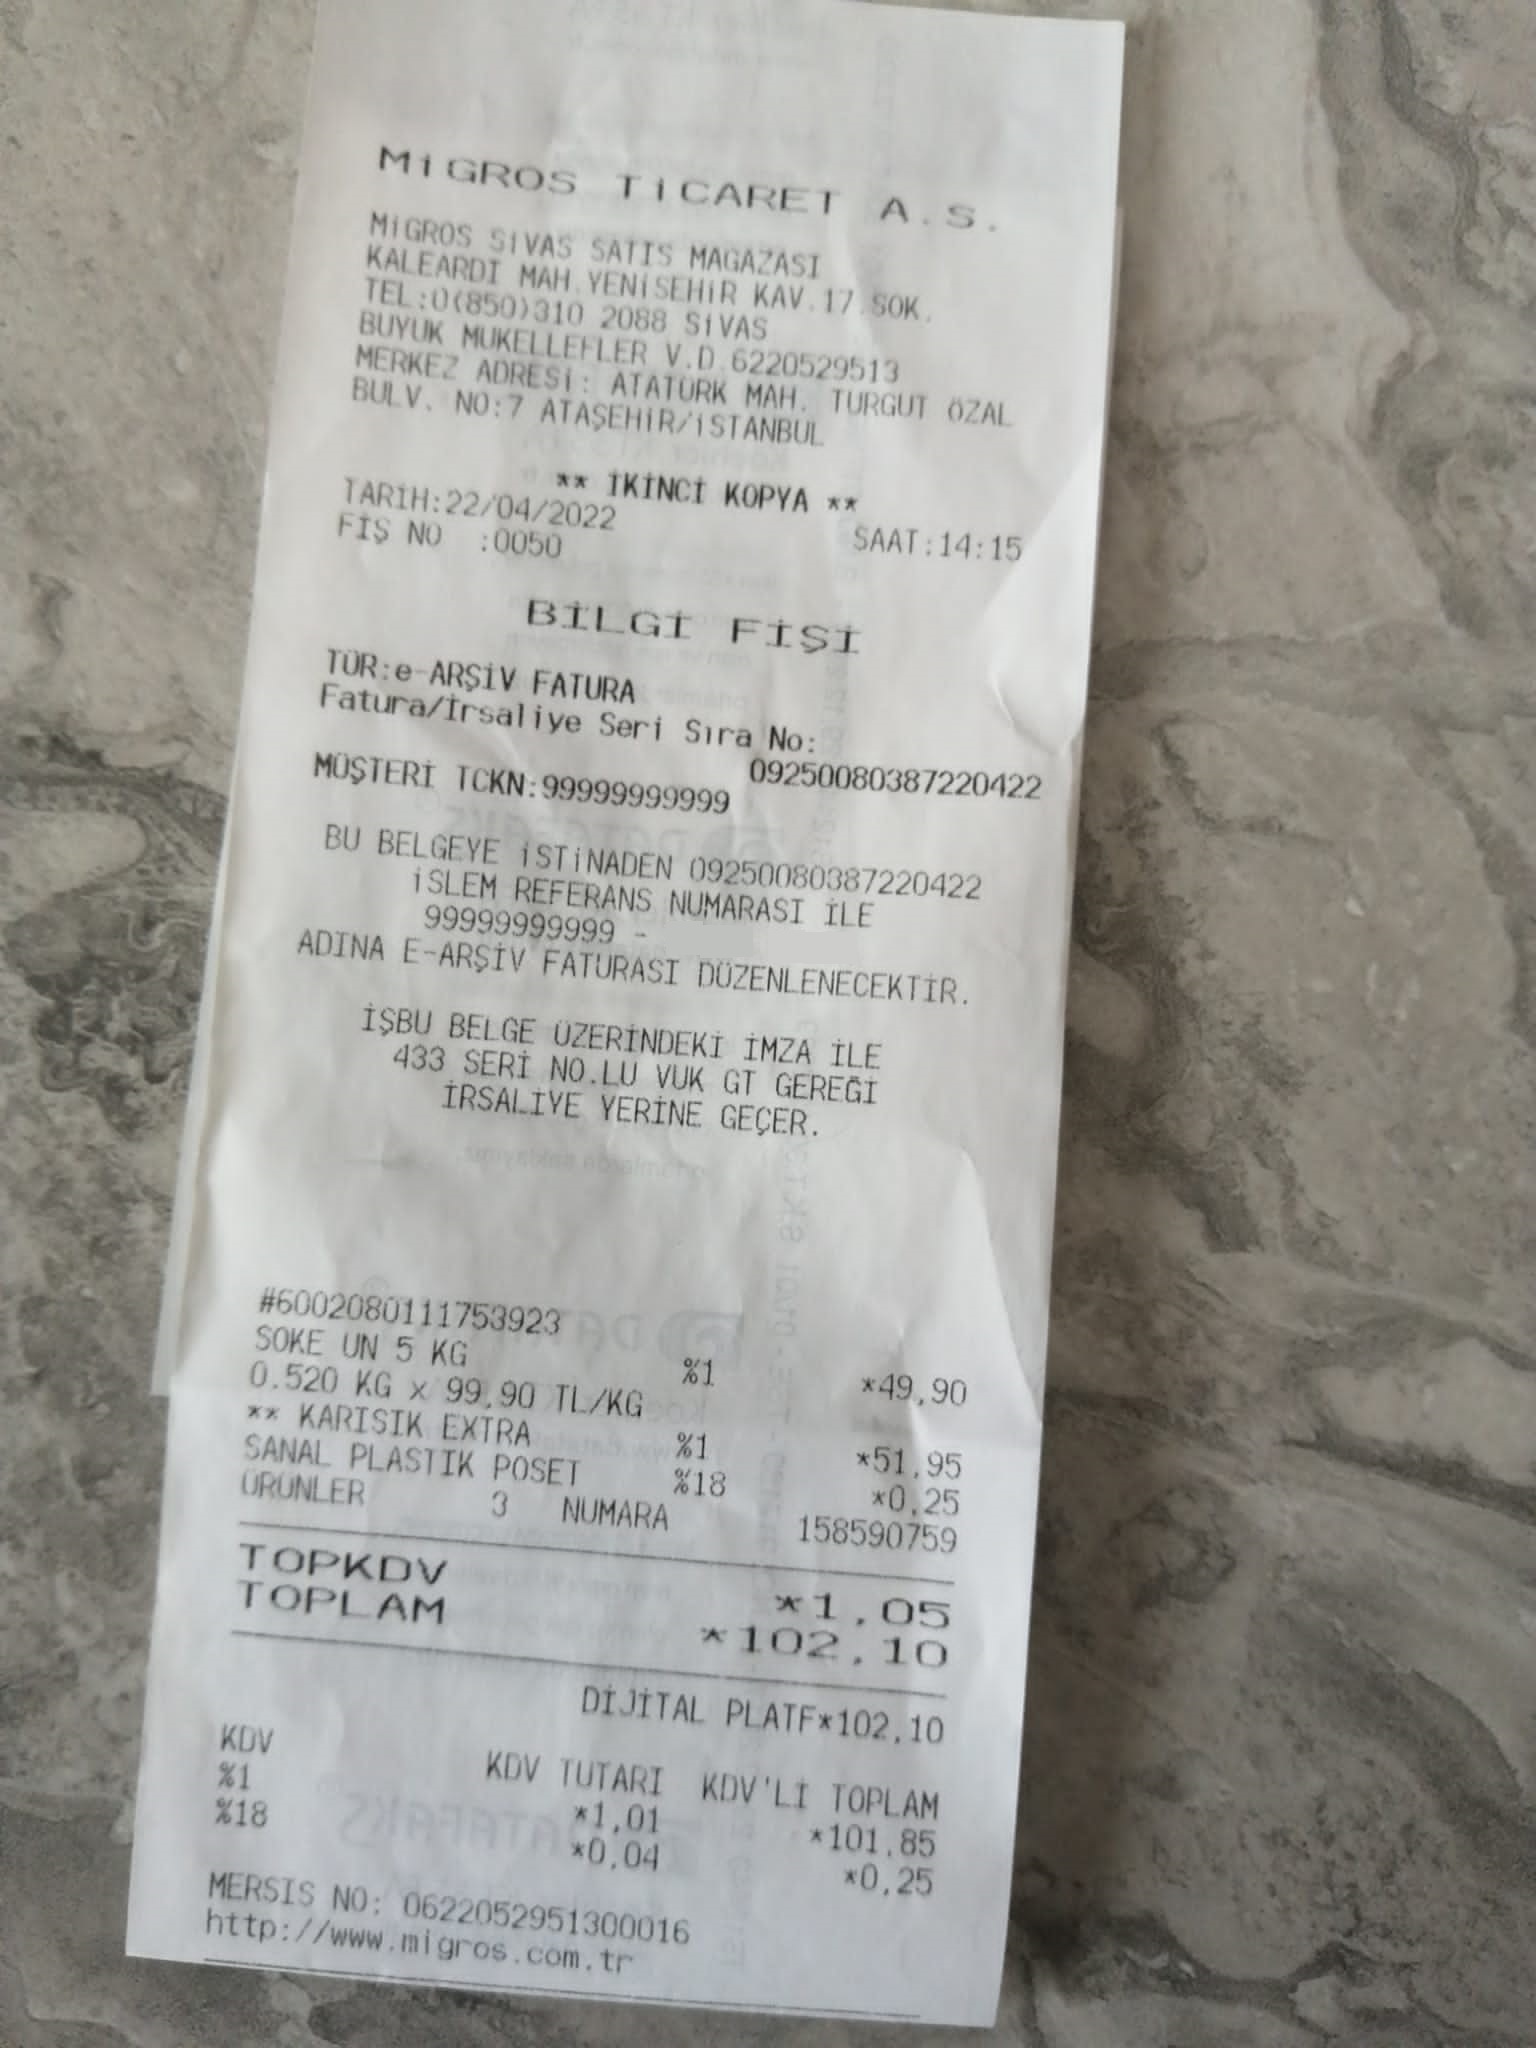 MİGROS TİCARET A.S.
MİGROS SİVAS SATIS MAGAZASI
KALEARDI MAH.YENİSEHİR KAV.17.SOK.
TEL:0(850)310 2088 SİVAS
BUYUK MUKELLEFLER V.D.6220529513
MERKEZ ADRESİ: ATATÜRK MAH. TURGUT ÖZAL
BULV. NO:7 ATAŞEHİR/İSTANBUL
** İKİNCİ KOPYA **
TARİH:22/04/2022 SAAT:14:15
FİŞ NO :0050
BİLGİ FİŞİ
TÜR:e-ARŞİV FATURA
Fatura/İrsaliye Seri Sıra No:
09250080387220422
MÜŞTERİ TCKN:99999999999
BU BELGEYE İSTİNADEN 09250080387220422
İSLEM REFERANS NUMARASI İLE
99999999999 -
ADINA E-ARŞİV FATURASI DÜZENLENECEKTİR.
İŞBU BELGE ÜZERİNDEKİ İMZA İLE
433 SERİ NO.LU VUK GT GEREĞİ
İRSALİYE YERİNE GEÇER.
#6002080111753923
SOKE UN 5 KG %1 *49,90
0.520 KG x 99,90 TL/KG
** KARISIK EXTRA %1 *51,95
SANAL PLASTIK POSET %18 *0,25
ÜRÜNLER 3 NUMARA 158590759
TOPKDV *1,05
TOPLAM *102,10
DİJİTAL PLATF*102,10
KDV KDV TUTARI KDV'Lİ TOPLAM
%1 *1,01 *101,85
%18 *0,04 *0,25
MERSIS NO: 0622052951300016
http://www.migros.com.tr